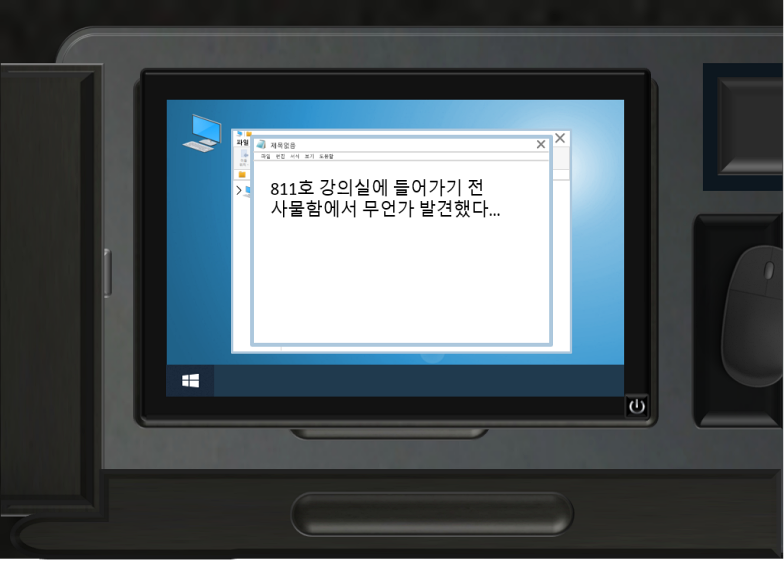 파일
제목없음
파일 편집 서식 보기 도움말
811호 강의실에 들어가기 전
사물함에서 무언가 발견했다...